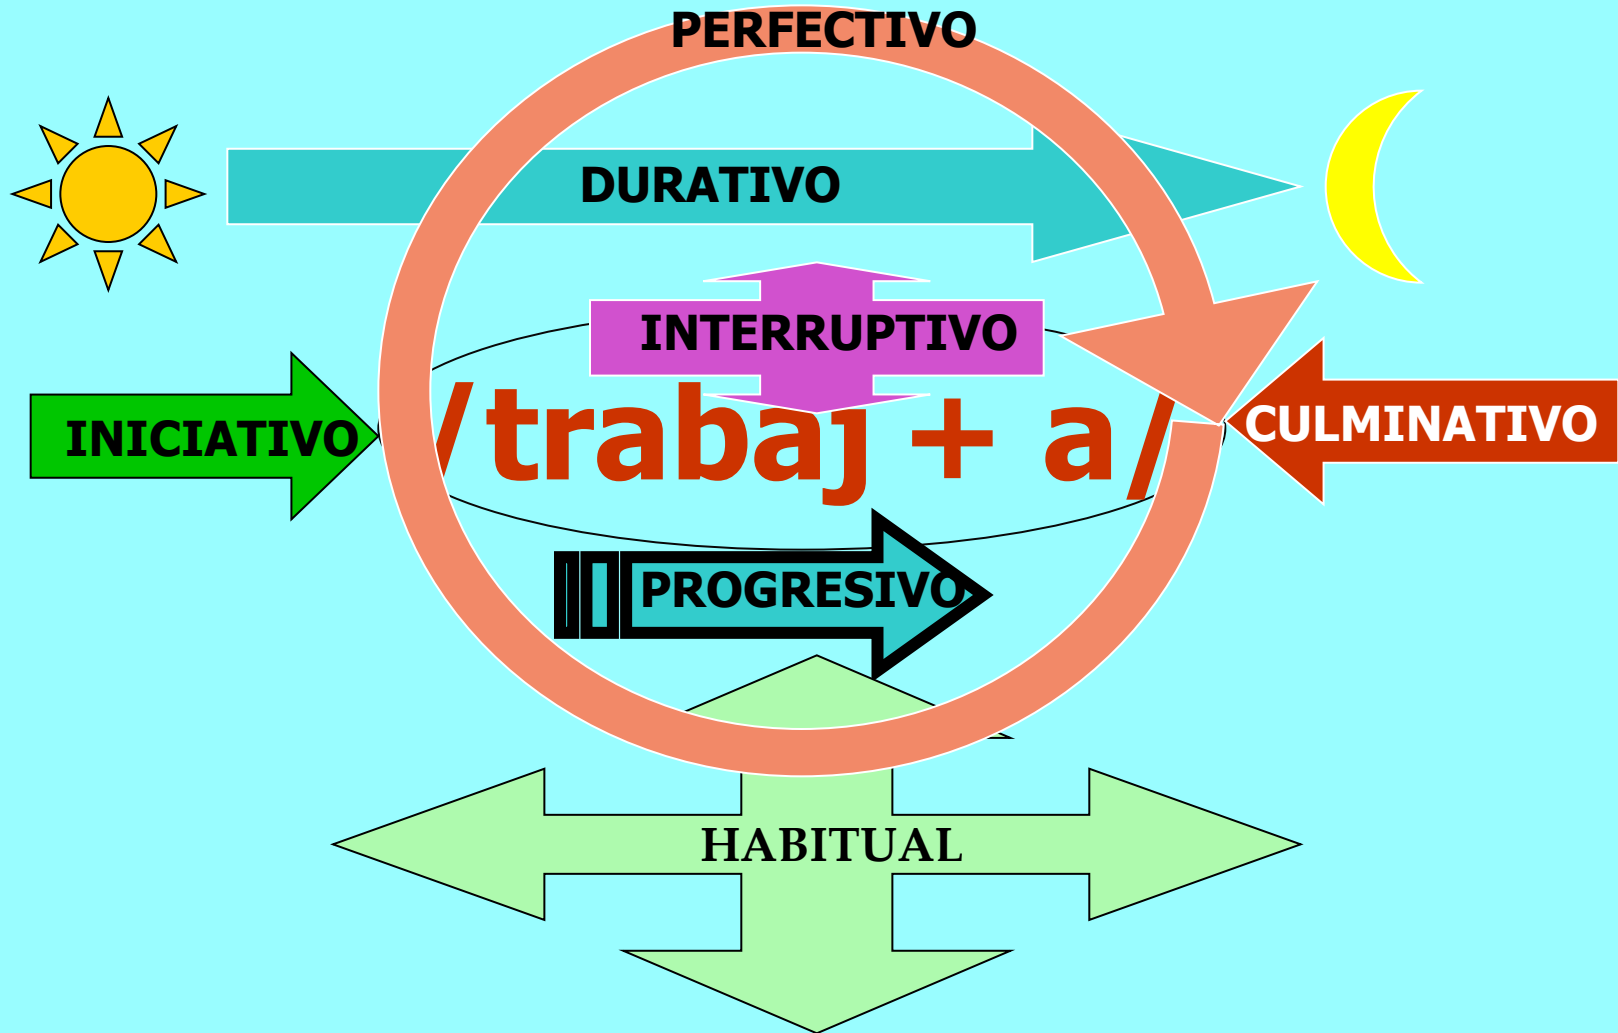 PERFECTIVO
DURATIVO
INTERRUPTIVO
INICIATIVO
/trabaj + a/
CULMINATIVO
PROGRESIVO
HABITUAL